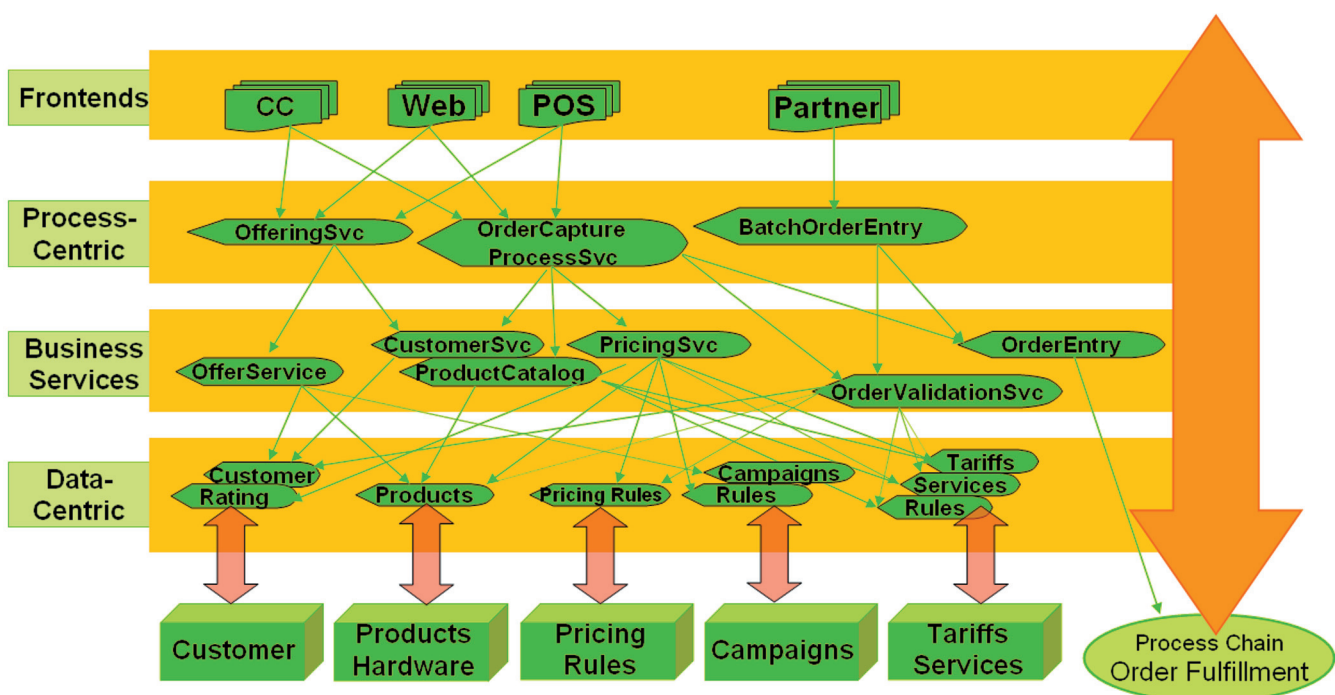 Frontends
CC
Web
POS
Partner
Process-
Centric
OfferingSvc
OrderCapture
ProcessSvc
BatchOrderEntry
Business
Services
CustomerSvc
PricingSvc
OrderEntry
OfferService
ProductCatalog
OrderValidationSvc
Data-
Centric
Customer
Rating
Products
Pricing Rules
Campaigns
Rules
Tariffs
Services
Rules
Customer
Products
Hardware
Pricing
Rules
Campaigns
Tariffs
Services
Process Chain
Order Fulfillment